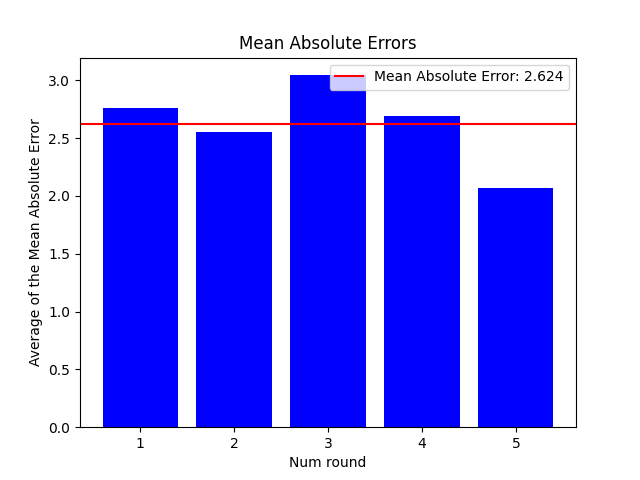 Mean Absolute Errors
Mean Absolute Error: 2.624
Average of the Mean Absolute Error
3.0
2.5
2.0
1.5
1.0
0.5
0.0
1 2 3 4 5
Num round